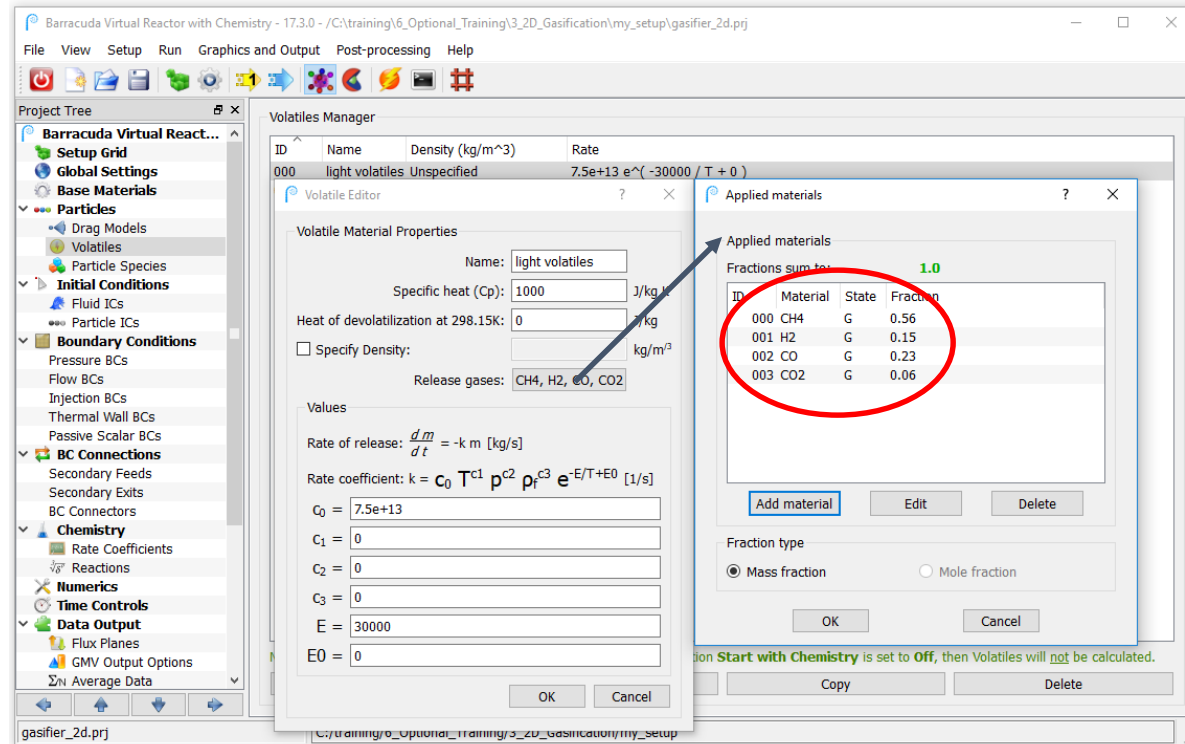 Barracuda Virtual Reactor with Chemistry - 17.3.0 - /C:\training\6_Optional_Training\3_2D_Gasification\my_setup\gasifier_2d.prj
File View Setup Run Graphics and Output Post-processing Help
Project Tree
Barracuda Virtual React...
Setup Grid
Global Settings
Base Materials
Particles
Drag Models
Volatiles
Particle Species
Initial Conditions
Fluid ICs
Particle ICs
Boundary Conditions
Pressure BCs
Flow BCs
Injection BCs
Thermal Wall BCs
Passive Scalar BCs
BC Connections
Secondary Feeds
Secondary Exits
BC Connectors
Chemistry
Rate Coefficients
Reactions
Numerics
Time Controls
Data Output
Flux Planes
GMV Output Options
Average Data
Volatiles Manager
ID Name Density (kg/m^3) Rate
000 light volatiles Unspecified 7.5e+13 e^( -30000 / T + 0 )
Volatile Editor ? ×
Volatile Material Properties
Name: light volatiles
Specific heat (Cp): 1000 J/kg K
Heat of devolatilization at 298.15K: 0 J/kg
Specify Density: kg/m^/3
Release gases: CH4, H2, CO, CO2
Values
Rate of release: dm/dt = -k m [kg/s]
Rate coefficient: k = c₀ T^c1 p^c2 ρf^c3 e^-E/T+E0 [1/s]
c₀ = 7.5e+13
c₁ = 0
c₂ = 0
c₃ = 0
E = 30000
E0 = 0
OK Cancel
Applied materials ? ×
Applied materials
Fractions sum to: 1.0
ID Material State Fraction
000 CH4 G 0.56
001 H2 G 0.15
002 CO G 0.23
003 CO2 G 0.06
Add material Edit Delete
Fraction type
Mass fraction Mole fraction
OK Cancel
Start with Chemistry is set to Off, then Volatiles will not be calculated.
Copy Delete
gasifier_2d.prj C:/training/6_Optional_Training/3_2D_Gasification/my_setup